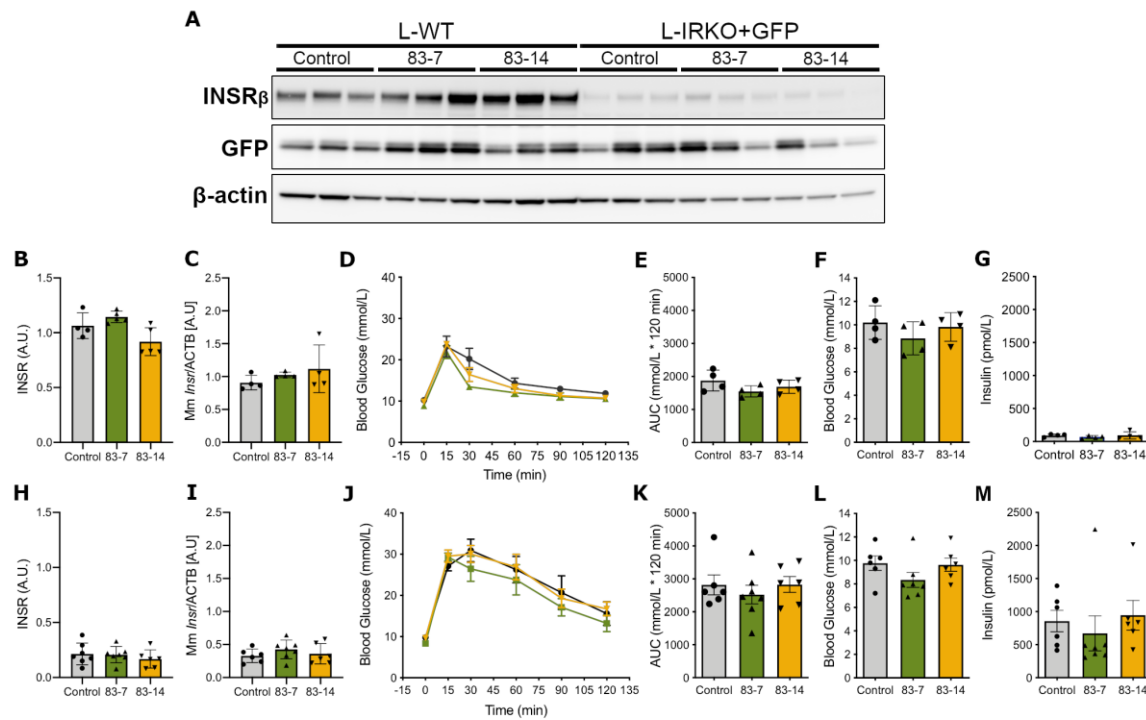 A
L-WT L-IRKO+GFP
Control 83-7 83-14 Control 83-7 83-14
INSRβ
GFP
β-actin
B
INSR (A.U.)
1.5
1.0
0.5
0.0
Control 83-7 83-14
C
Mm Insr/ACTB [A.U]
2.5
2.0
1.5
1.0
0.5
0.0
Control 83-7 83-14
D
Blood Glucose (mmol/L)
40
30
20
10
0
-15 0 15 30 45 60 75 90 105 120 135
Time (min)
E
AUC (mmol/L * 120 min)
5000
4000
3000
2000
1000
0
Control 83-7 83-14
F
Blood Glucose (mmol/L)
14
12
10
8
6
4
2
0
Control 83-7 83-14
G
Insulin (pmol/L)
2500
2000
1500
1000
500
0
Control 83-7 83-14
H
INSR (A.U.)
1.5
1.0
0.5
0.0
Control 83-7 83-14
I
Mm Insr/ACTB [A.U]
2.5
2.0
1.5
1.0
0.5
0.0
Control 83-7 83-14
J
Blood Glucose (mmol/L)
40
30
20
10
0
-15 0 15 30 45 60 75 90 105 120 135
Time (min)
K
AUC (mmol/L * 120 min)
5000
4000
3000
2000
1000
0
Control 83-7 83-14
L
Blood Glucose (mmol/L)
14
12
10
8
6
4
2
0
Control 83-7 83-14
M
Insulin (pmol/L)
2500
2000
1500
1000
500
0
Control 83-7 83-14